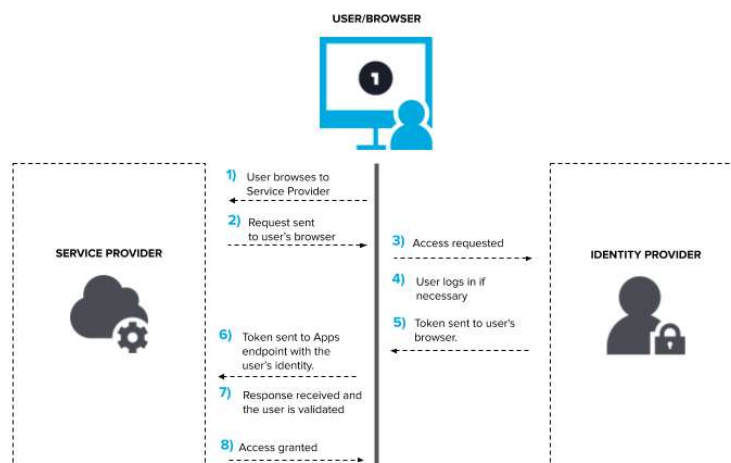 USER/BROWSER
1
1) User browses to
Service Provider
2) Request sent
to user's browser
SERVICE PROVIDER
3) Access requested
IDENTITY PROVIDER
4) User logs in if
necessary
5) Token sent to user's
browser.
6) Token sent to Apps
endpoint with the
user's identity.
7) Response received and
the user is validated
8) Access granted